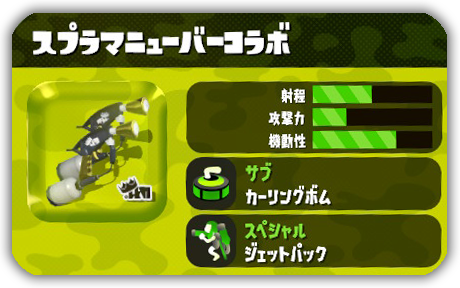 スプラマニューバーコラボ
射程
攻撃力
機動性
サブ
カーリングボム
スペシャル
ジェットパック